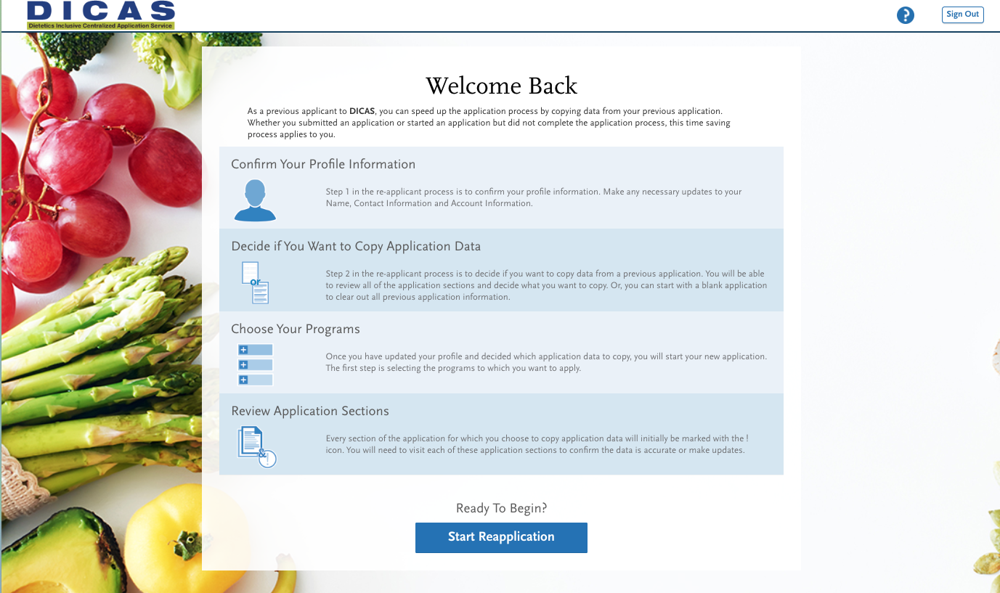 DICAS
Dietetics Inclusive Centralized Application Service
?
Sign Out
Welcome Back
As a previous applicant to DICAS, you can speed up the application process by copying data from your previous application.
Whether you submitted an application or started an application but did not complete the application process, this time saving
process applies to you.
Confirm Your Profile Information
Step 1 in the re-applicant process is to confirm your profile information. Make any necessary updates to your
Name, Contact Information and Account Information.
Decide if You Want to Copy Application Data
or
Step 2 in the re-applicant process is to decide if you want to copy data from a previous application. You will be able
to review all of the application sections and decide what you want to copy. Or, you can start with a blank application
to clear out all previous application information.
Choose Your Programs
Once you have updated your profile and decided which application data to copy, you will start your new application.
The first step is selecting the programs to which you want to apply.
Review Application Sections
&
!
Every section of the application for which you choose to copy application data will initially be marked with the !
icon. You will need to visit each of these application sections to confirm the data is accurate or make updates.
Ready To Begin?
Start Reapplication